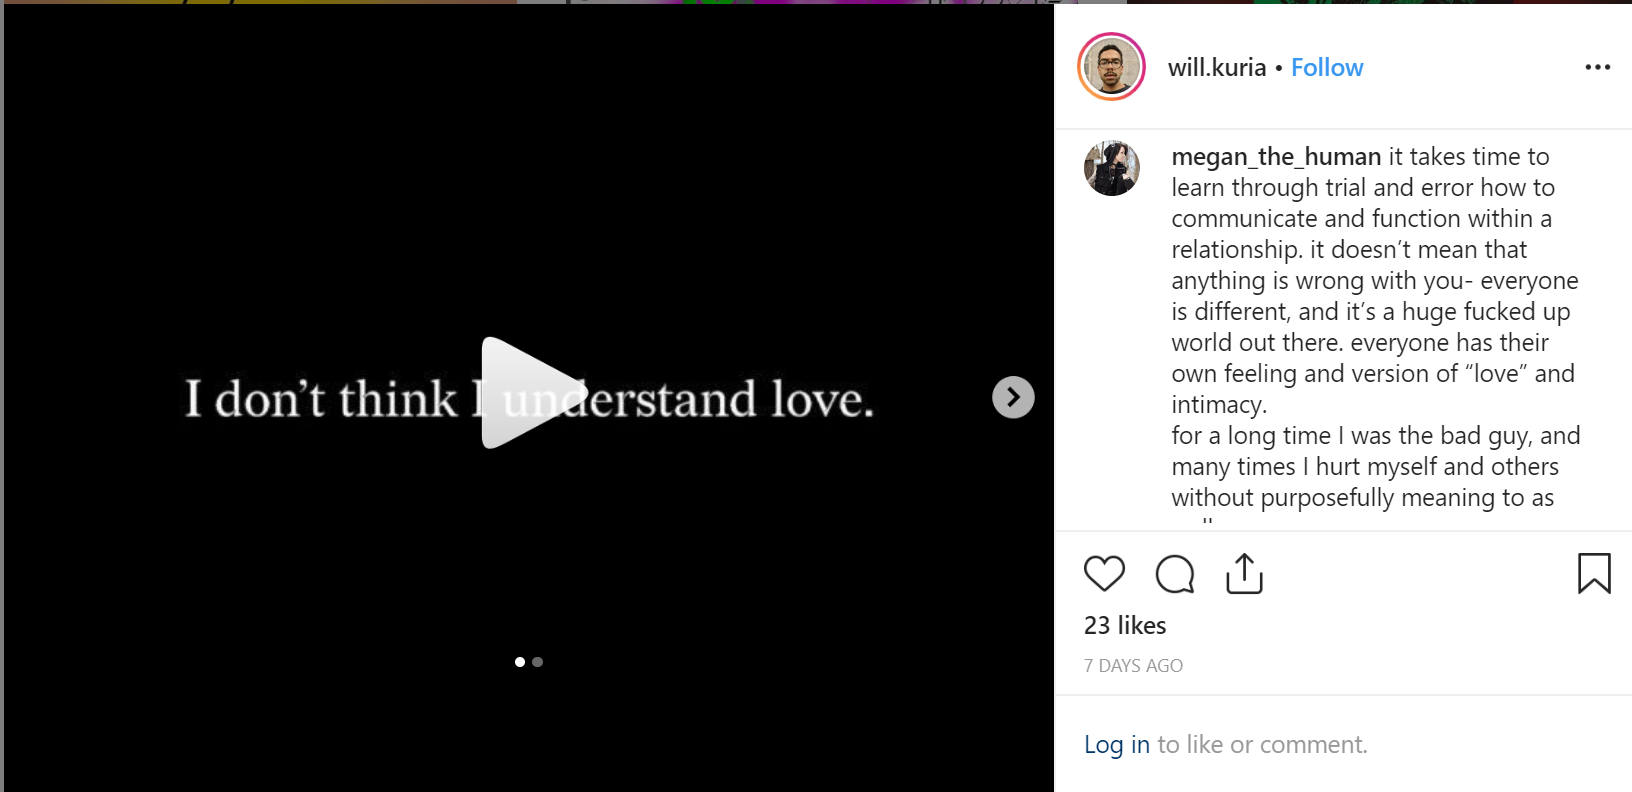 I don't think I understand love.
will.kuria • Follow
megan_the_human it takes time to
learn through trial and error how to
communicate and function within a
relationship. it doesn't mean that
anything is wrong with you- everyone
is different, and it's a huge fucked up
world out there. everyone has their
own feeling and version of “love” and
intimacy.
for a long time I was the bad guy, and
many times I hurt myself and others
without purposefully meaning to as
23 likes
7 DAYS AGO
Log in to like or comment.